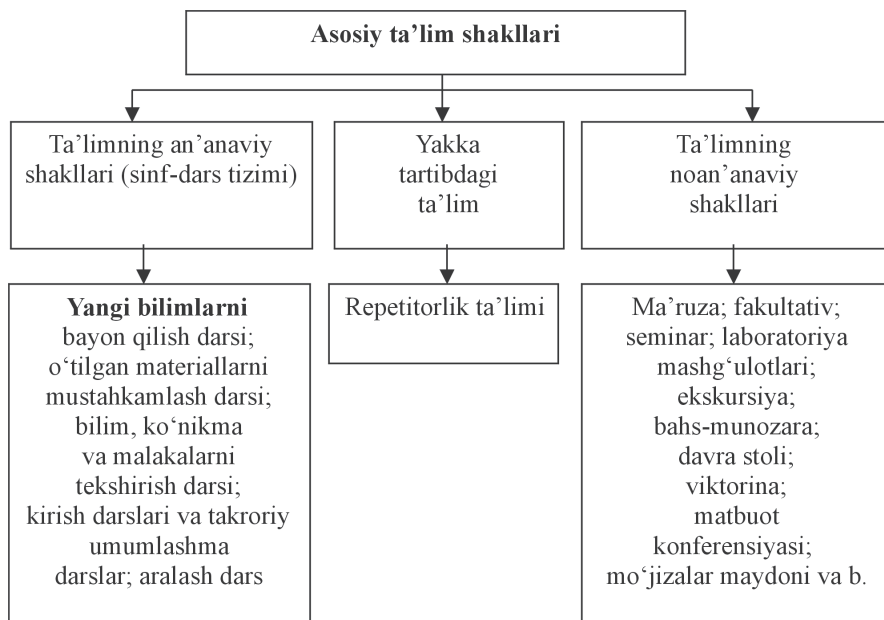 Asosiy ta’lim shakllari
Ta’limning an’anaviy
shakllari (sinf-dars tizimi)
Yakka
tartibdagi
ta’lim
Ta’limning
noan’anaviy
shakllari
Yangi bilimlarni
bayon qilish darsi;
o‘tilgan materiallarni
mustahkamlash darsi;
bilim, ko‘nikma
va malakalarni
tekshirish darsi;
kirish darslari va takroriy
umumlashma
darslar; aralash dars
Repetitorlik ta’limi
Ma’ruza; fakultativ;
seminar; laboratoriya
mashg‘ulotlari;
ekskursiya;
bahs-munozara;
davra stoli;
viktorina;
matbuot
konferensiyasi;
mo‘jizalar maydoni va b.